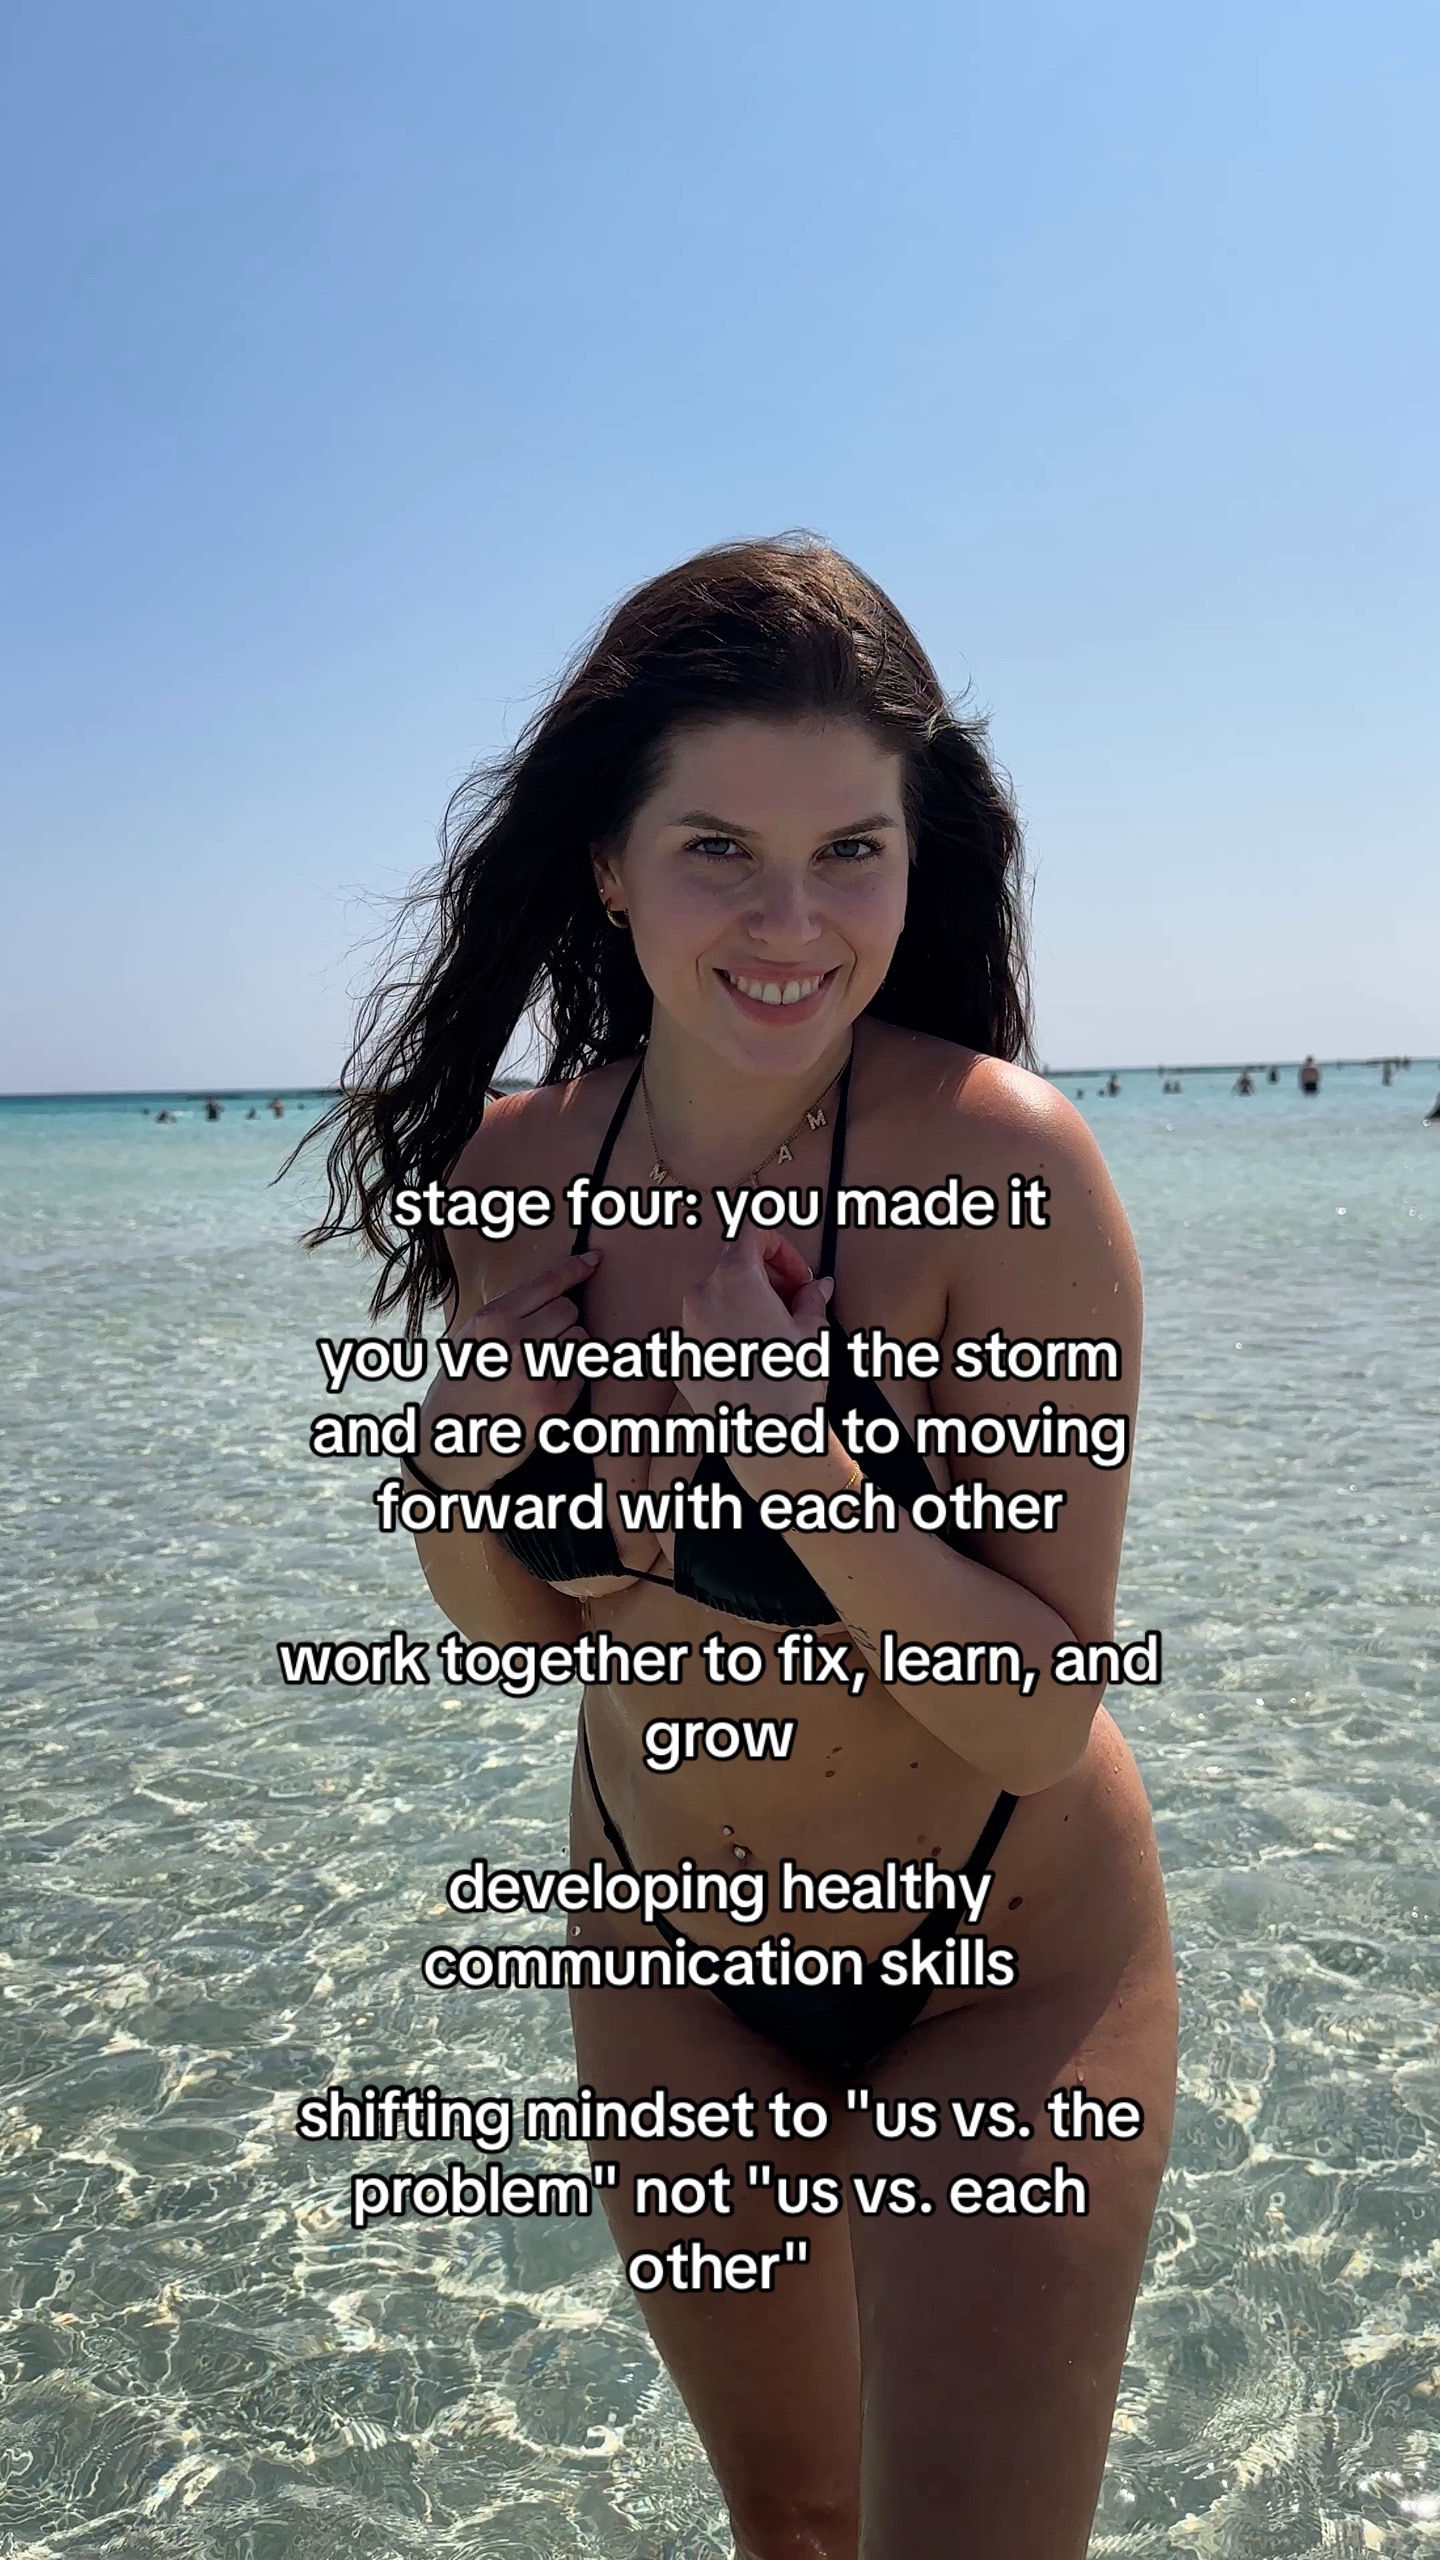 M A M
stage four: you made it
you ve weathered the storm
and are commited to moving
forward with each other
work together to fix, learn, and
grow
developing healthy
communication skills
shifting mindset to "us vs. the
problem" not "us vs. each
other"